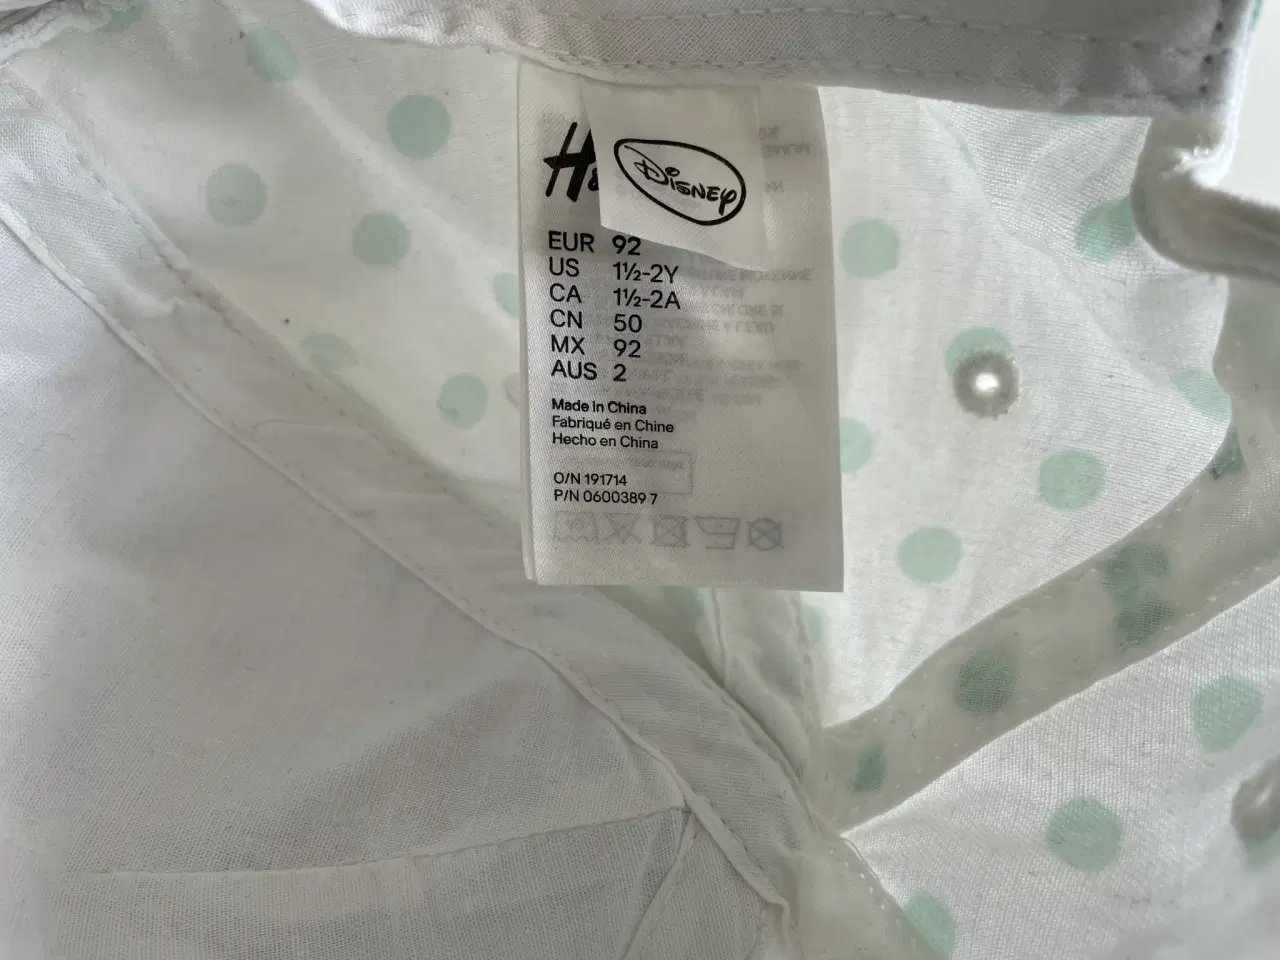 H&
Disney
EUR 92
US 1½-2Y
CA 1½-2A
CN 50
MX 92
AUS 2
Made in China
Fabriqué en Chine
Hecho en China
O/N 191714
P/N 0600389 7